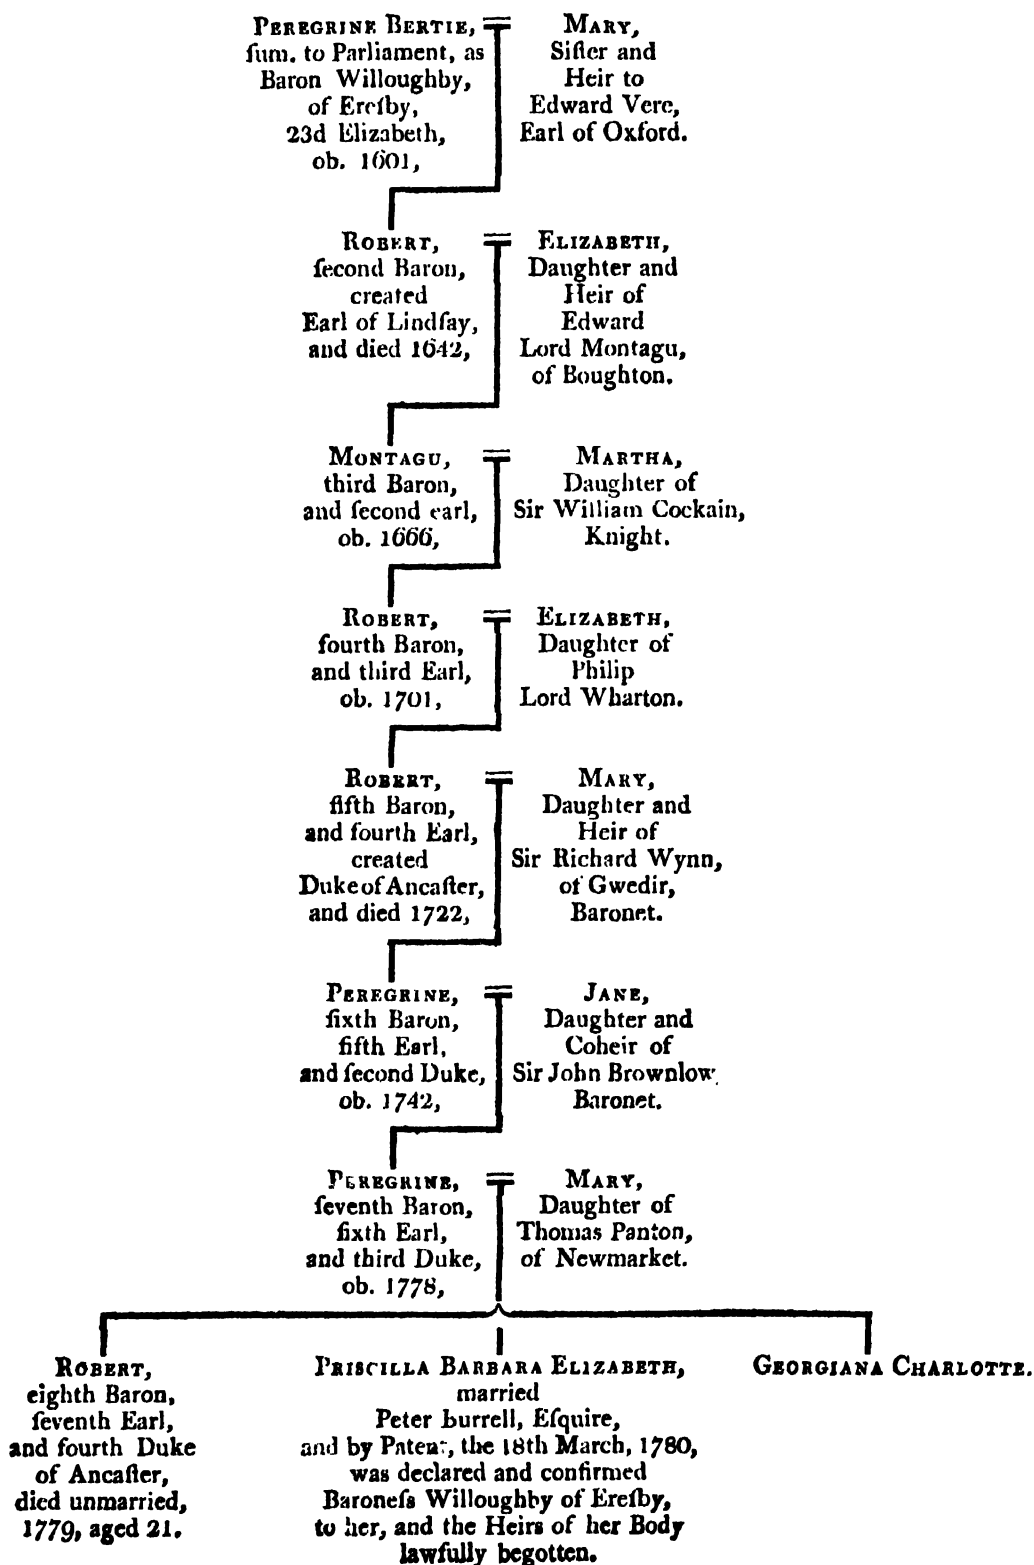 PEREGRINE BERTIE,
ſum. to Parliament, as
Baron Willoughby,
of Ereſby,
23d Elizabeth,
ob. 1601,
MARY,
Siſter and
Heir to
Edward Vere,
Earl of Oxford.
ROBERT,
ſecond Baron,
created
Earl of Lindſay,
and died 1642,
ELIZABETH,
Daughter and
Heir of
Edward
Lord Montagu,
of Boughton.
MONTAGU,
third Baron,
and ſecond earl,
ob. 1666,
MARTHA,
Daughter of
Sir William Cockain,
Knight.
ROBERT,
fourth Baron,
and third Earl,
ob. 1701,
ELIZABETH,
Daughter of
Philip
Lord Wharton.
ROBERT,
fifth Baron,
and fourth Earl,
created
Duke of Ancaſter,
and died 1722,
MARY,
Daughter and
Heir of
Sir Richard Wynn,
of Gwedir,
Baronet.
PEREGRINE,
ſixth Baron,
fifth Earl,
and ſecond Duke,
ob. 1742,
JANE,
Daughter and
Coheir of
Sir John Brownlow,
Baronet.
PEREGRINE,
ſeventh Baron,
ſixth Earl,
and third Duke,
ob. 1778,
MARY,
Daughter of
Thomas Panton,
of Newmarket.
ROBERT,
eighth Baron,
ſeventh Earl,
and fourth Duke
of Ancaſter,
died unmarried,
1779, aged 21.
PRISCILLA BARBARA ELIZABETH,
married
Peter Burrell, Eſquire,
and by Patent, the 18th March, 1780,
was declared and confirmed
Baroneſs Willoughby of Ereſby,
to her, and the Heirs of her Body
lawfully begotten.
GEORGIANA CHARLOTTE.